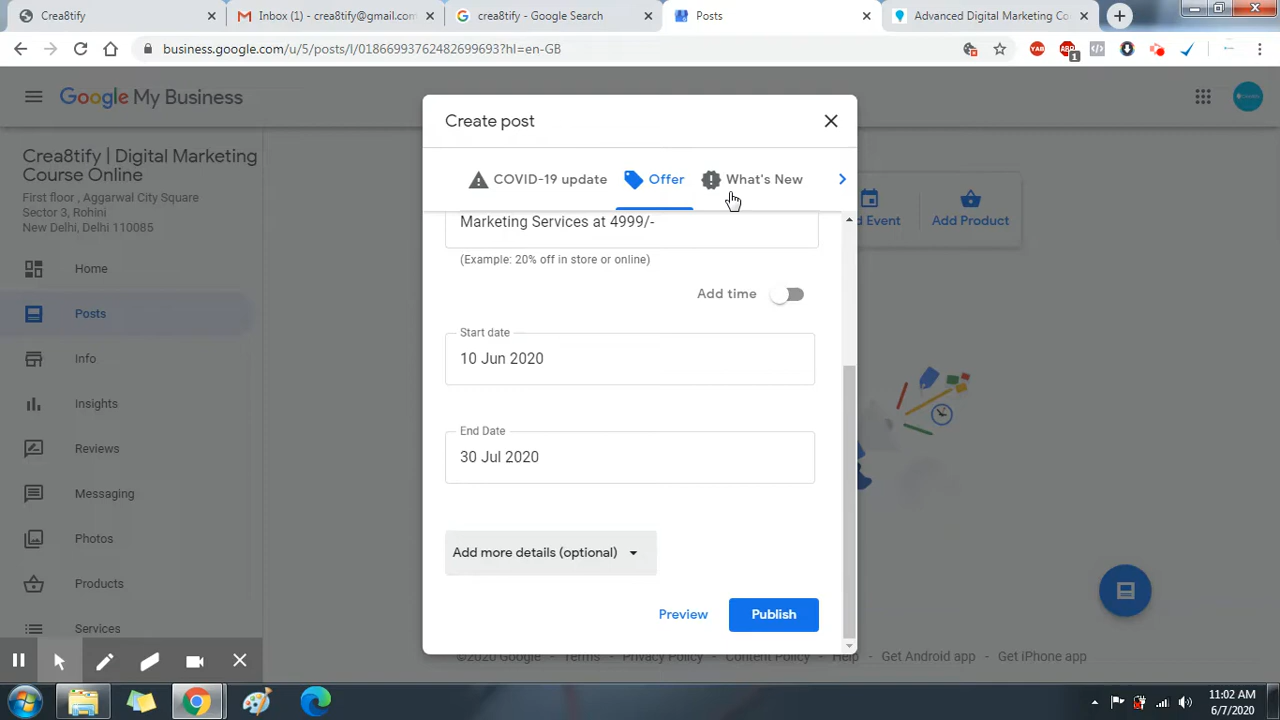 Crea8tify
Inbox (1) - crea8tify@gmail.com
crea8tify - Google Search
Posts
Advanced Digital Marketing Co
business.google.com/u/5/posts/l/01866993762482699693?hl=en-GB
YAB
ABP
1
Google My Business
Crea8tify | Digital Marketing
Course Online
First floor , Aggarwal City Square
Sector 3, Rohini
New Delhi, Delhi 110085
Home
Posts
Info
Insights
Reviews
Messaging
Photos
Products
Services
Create post
COVID-19 update
Offer
What's New
Marketing Services at 4999/-
(Example: 20% off in store or online)
Add time
Start date
10 Jun 2020
End Date
30 Jul 2020
Add more details (optional)
Preview
Publish
d Event
Add Product
©2020 Google
Terms
Privacy Policy
Content Policy
Help
Get Android app
Get iPhone app
11:02 AM
6/7/2020